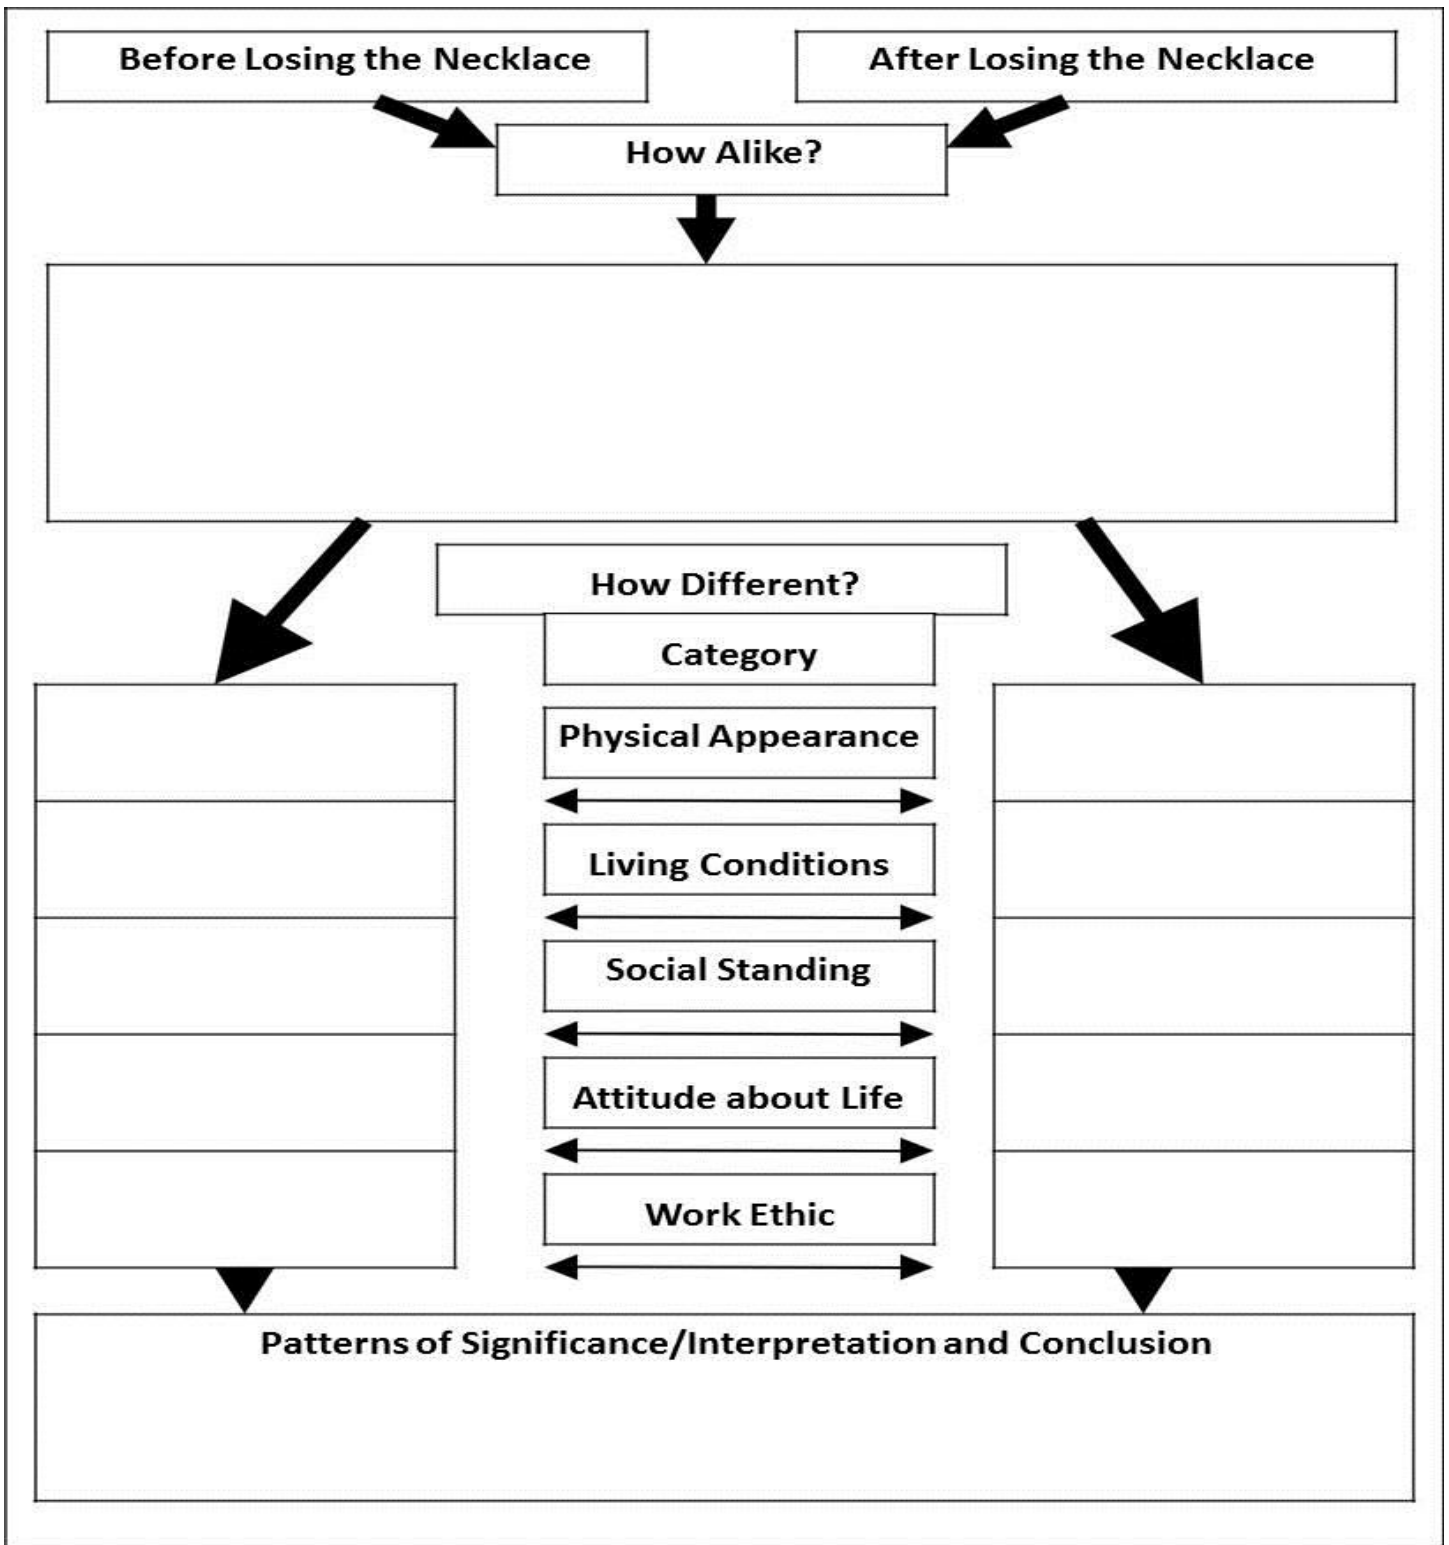 Before Losing the Necklace
After Losing the Necklace
How Alike?
How Different?
Category
Physical Appearance
Living Conditions
Social Standing
Attitude about Life
Work Ethic
Patterns of Significance/Interpretation and Conclusion